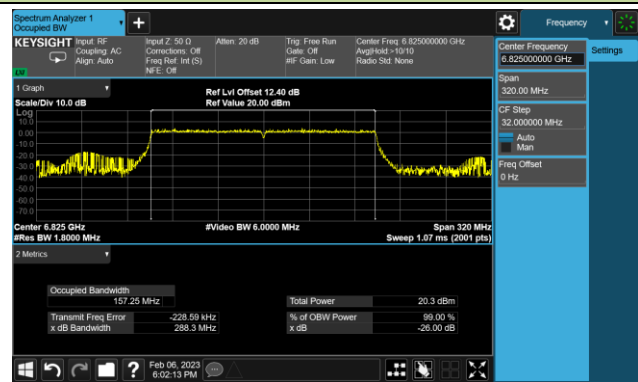 Spectrum Analyzer 1
Occupied BW
+
Frequency
KEYSIGHT
Input: RF
Coupling: AC
Align: Auto
Input Z: 50 Ω
Corrections: Off
Freq Ref: Int (S)
NFE: Off
Atten: 20 dB
Trig: Free Run
Gate: Off
#IF Gain: Low
Center Freq: 6.825000000 GHz
Avg|Hold:>10/10
Radio Std: None
LVI
Center Frequency
6.825000000 GHz
Settings
Span
320.00 MHz
CF Step
32.000000 MHz
Auto
Man
Freq Offset
0 Hz
1 Graph
Scale/Div 10.0 dB
Ref Lvl Offset 12.40 dB
Ref Value 20.00 dBm
Log
10.0
0.00
-10.0
-20.0
-30.0
-40.0
-50.0
-60.0
-70.0
Center 6.825 GHz
#Video BW 6.0000 MHz
Span 320 MHz
#Res BW 1.8000 MHz
Sweep 1.07 ms (2001 pts)
2 Metrics
Occupied Bandwidth
157.25 MHz
Total Power 20.3 dBm
Transmit Freq Error -228.59 kHz
% of OBW Power 99.00 %
x dB Bandwidth 288.3 MHz
x dB -26.00 dB
?
Feb 06, 2023
6:02:13 PM